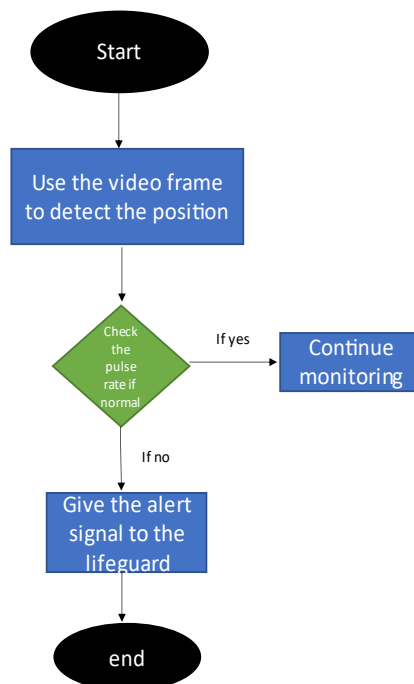 Start
Use the video frame
to detect the position
Check
the
pulse
rate if
normal
If yes
Continue
monitoring
If no
Give the alert
signal to the
lifeguard
end